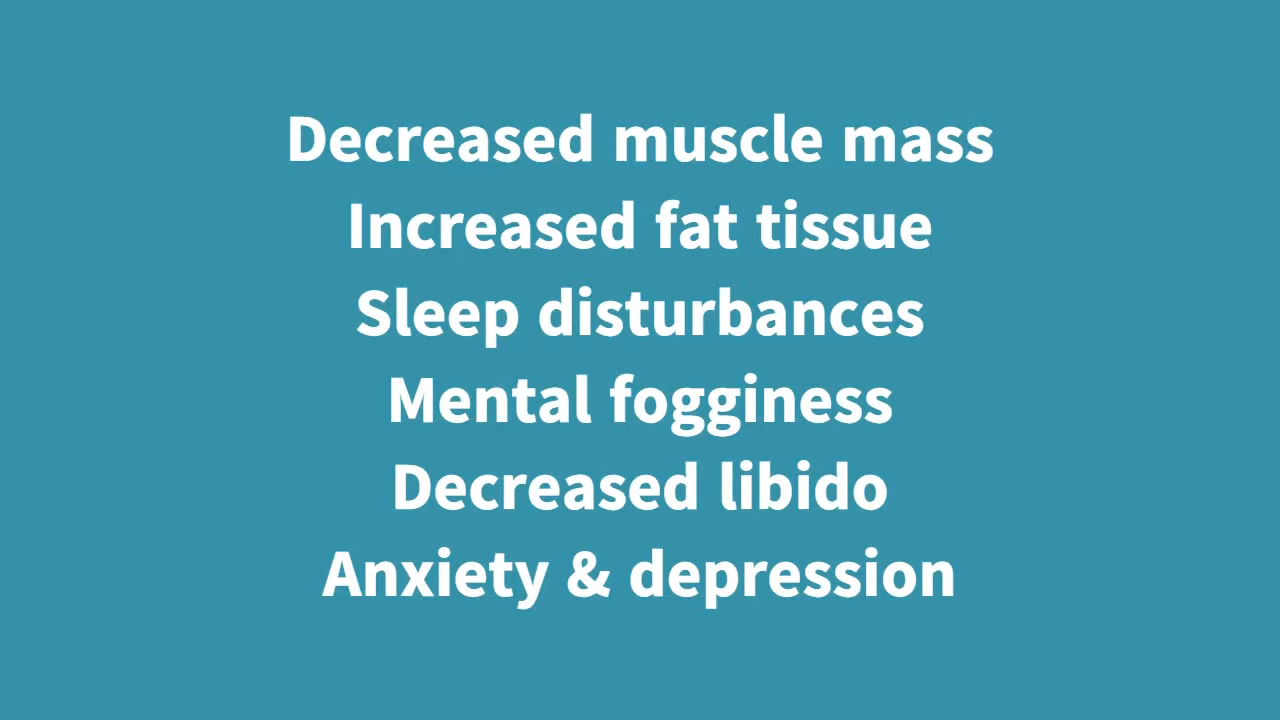 Decreased muscle mass
Increased fat tissue
Sleep disturbances
Mental fogginess
Decreased libido
Anxiety & depression